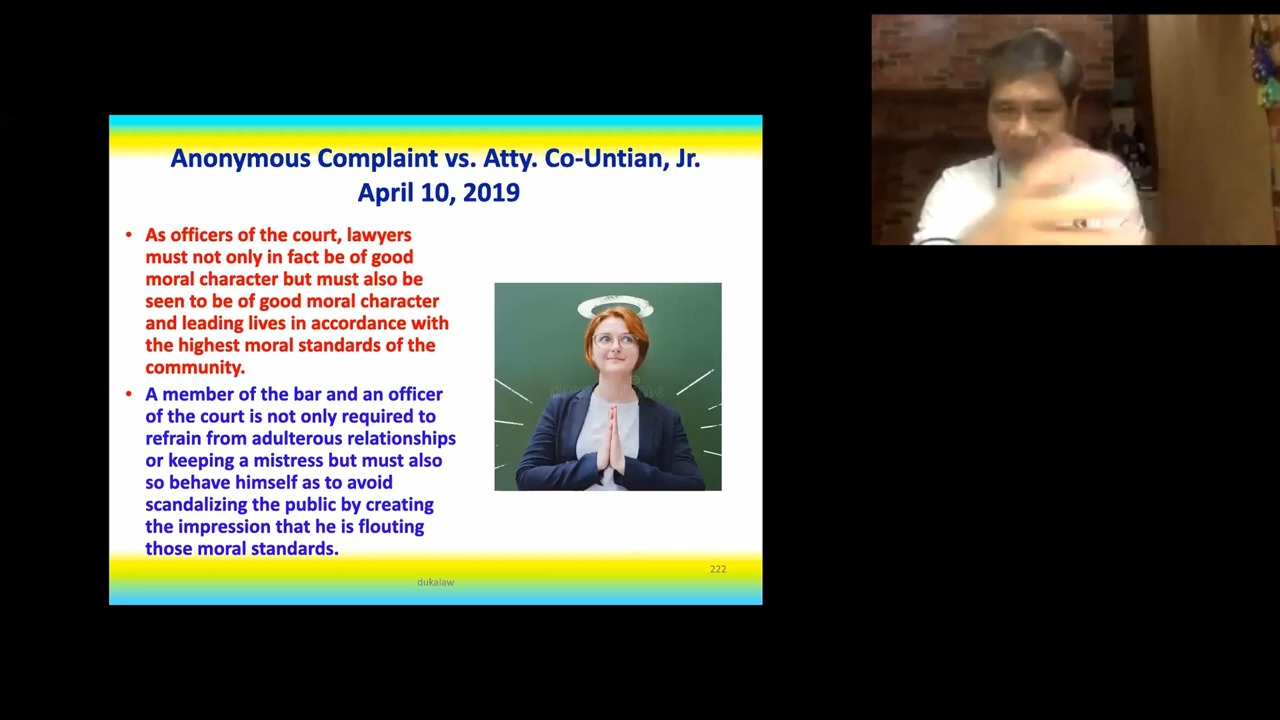 Anonymous Complaint vs. Atty. Co-Untian, Jr.
April 10, 2019
• As officers of the court, lawyers
must not only in fact be of good
moral character but must also be
seen to be of good moral character
and leading lives in accordance with
the highest moral standards of the
community.
• A member of the bar and an officer
of the court is not only required to
refrain from adulterous relationships
or keeping a mistress but must also
so behave himself as to avoid
scandalizing the public by creating
the impression that he is flouting
those moral standards.
222
dukalaw